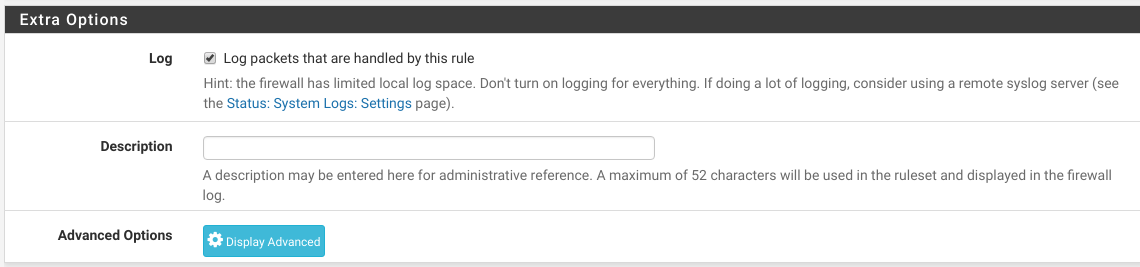 Extra Options
Log
Log packets that are handled by this rule
Hint: the firewall has limited local log space. Don't turn on logging for everything. If doing a lot of logging, consider using a remote syslog server (see
the Status: System Logs: Settings page).
Description
A description may be entered here for administrative reference. A maximum of 52 characters will be used in the ruleset and displayed in the firewall
log.
Advanced Options
Display Advanced